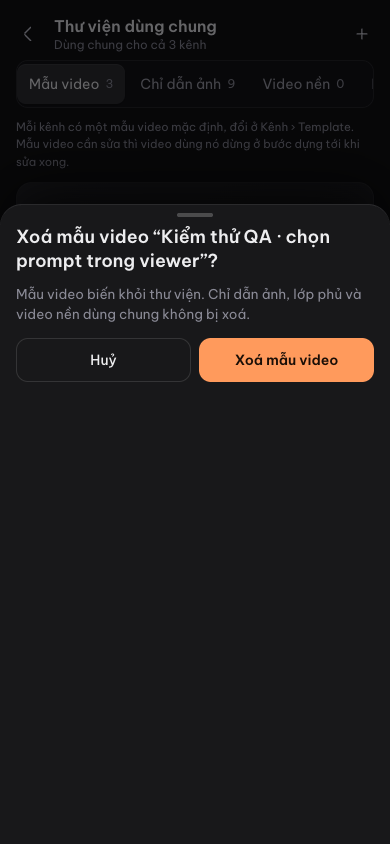 Thư viện dùng chung
Dùng chung cho cả 3 kênh
Mẫu video 3 Chỉ dẫn ảnh 9 Video nền 0
Mỗi kênh có một mẫu video mặc định, đổi ở Kênh › Template.
Mẫu video cần sửa thì video dùng nó dừng ở bước dựng tới khi
sửa xong.
Xoá mẫu video “Kiểm thử QA · chọn
prompt trong viewer”?
Mẫu video biến khỏi thư viện. Chỉ dẫn ảnh, lớp phủ và
video nền dùng chung không bị xoá.
Huỷ
Xoá mẫu video